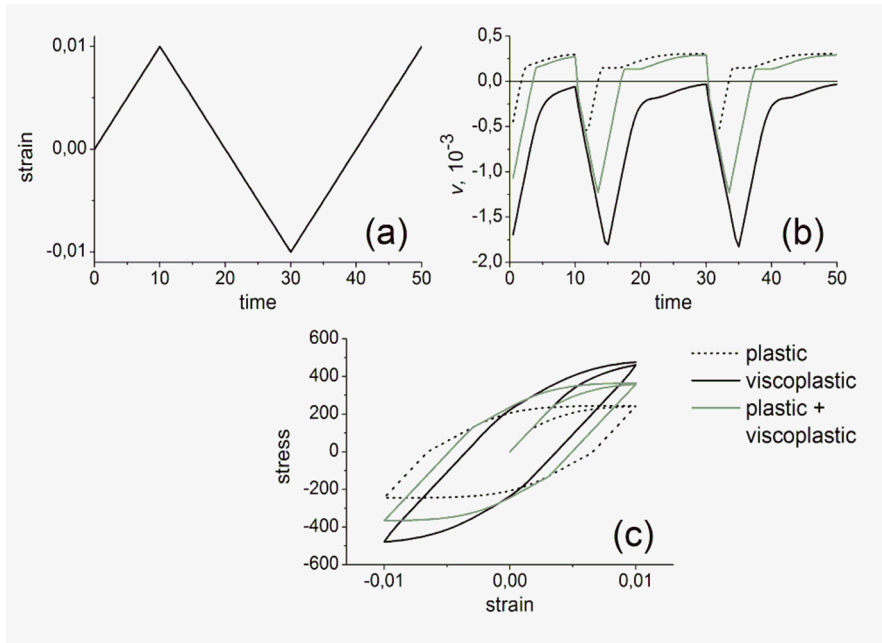 0,01
0,00
-0,01
strain
0
10
20
30
40
50
time
(a)
0,5
0,0
-0,5
-1,0
-1,5
-2,0
v, 10⁻³
0
10
20
30
40
50
time
(b)
600
400
200
0
-200
-400
-600
stress
-0,01
0,00
0,01
strain
(c)
plastic
viscoplastic
plastic +
viscoplastic